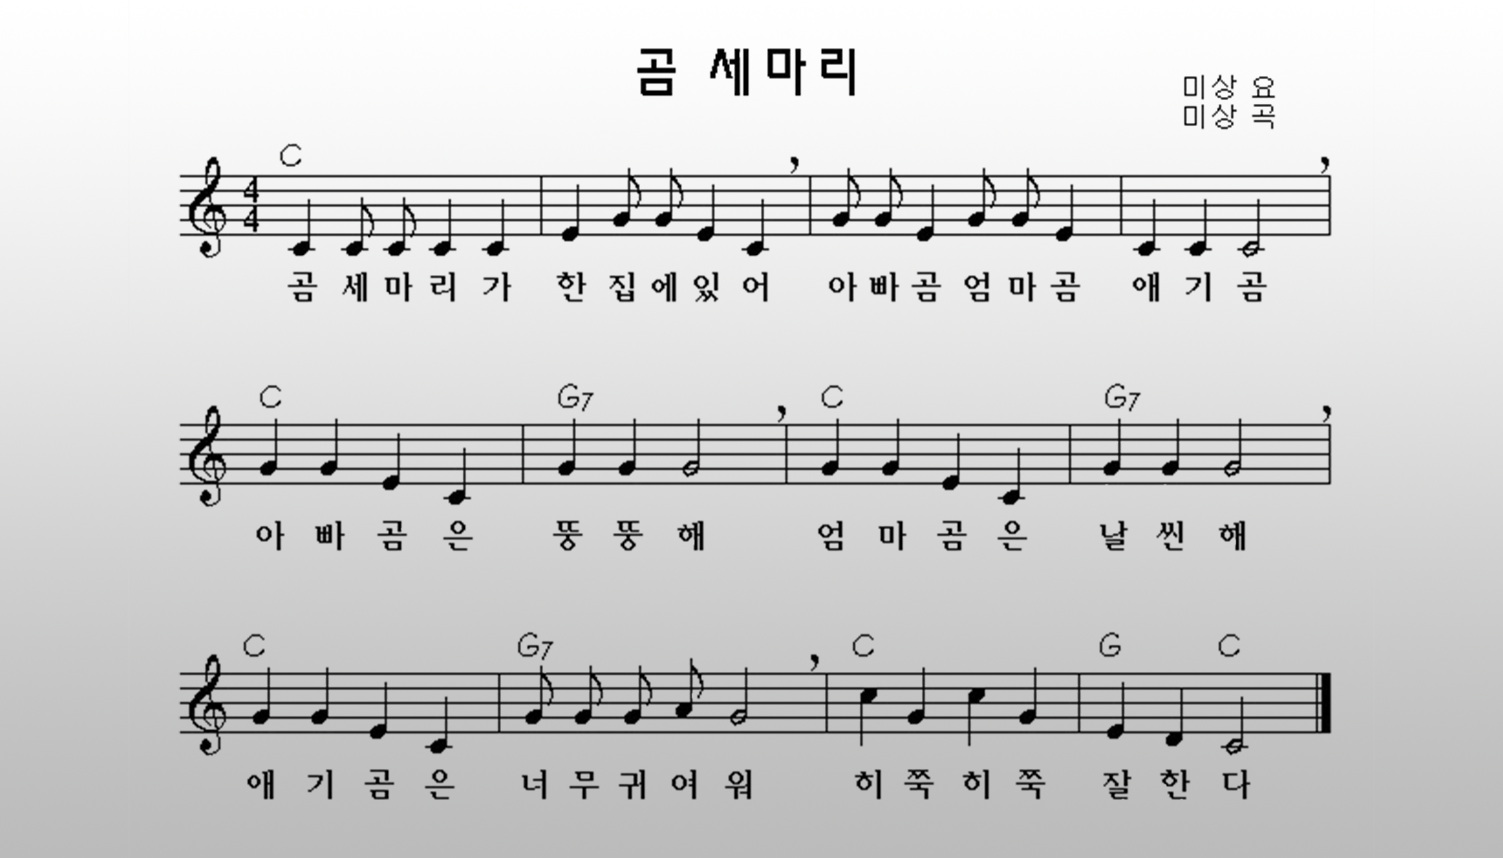 곰 세마리
미상 요
미상 곡
C
4
4
곰 세 마 리 가 한 집 에 있 어 아 빠 곰 엄 마 곰 애 기 곰
C G7 C G7
아 빠 곰 은 뚱 뚱 해 엄 마 곰 은 날 씬 해
C G7 C G C
애 기 곰 은 너 무 귀 여 워 히 쭉 히 쭉 잘 한 다